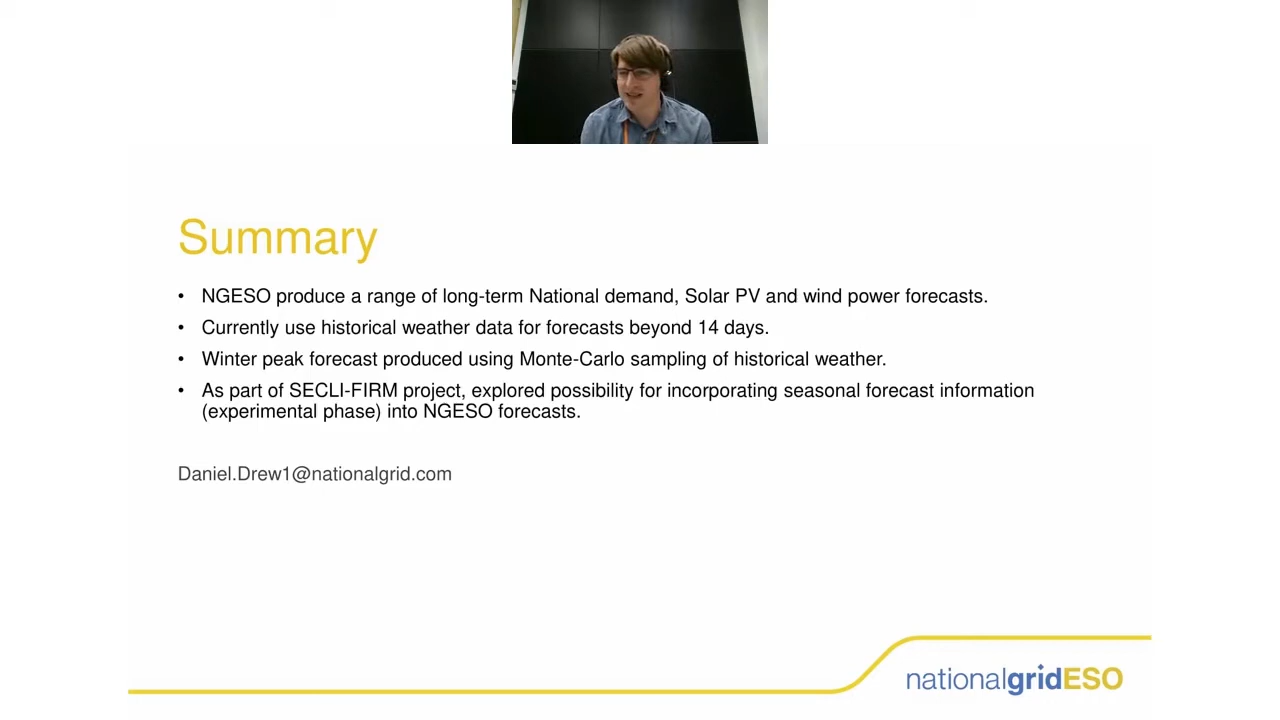 Summary
• NGESO produce a range of long-term National demand, Solar PV and wind power forecasts.
• Currently use historical weather data for forecasts beyond 14 days.
• Winter peak forecast produced using Monte-Carlo sampling of historical weather.
• As part of SECLI-FIRM project, explored possibility for incorporating seasonal forecast information
(experimental phase) into NGESO forecasts.
Daniel.Drew1@nationalgrid.com
nationalgridESO